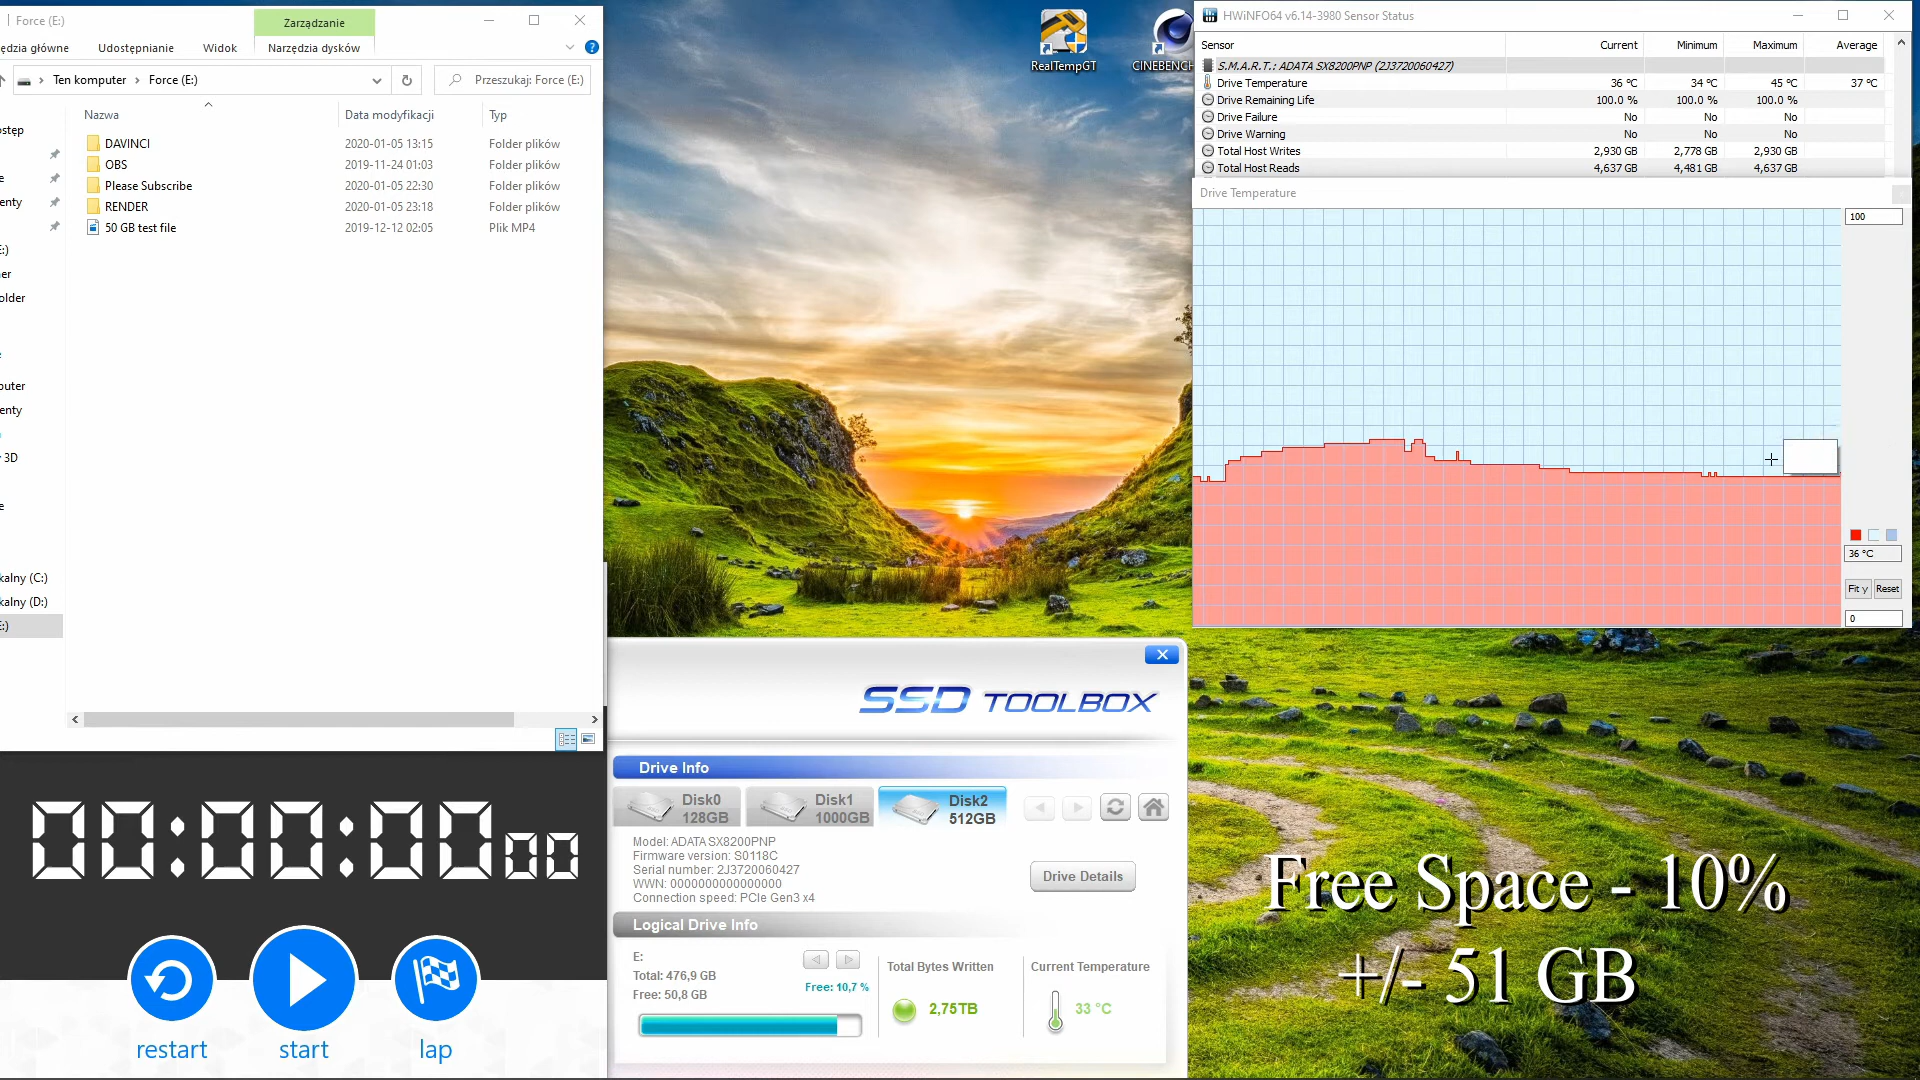 Force (E:)
Zarządzanie
ędzia główne
Udostępnianie
Widok
Narzędzia dysków
Ten komputer > Force (E:)
Przeszukaj: Force (E:)
Nazwa
Data modyfikacji
Typ
DAVINCI
2020-01-05 13:15
Folder plików
OBS
2019-11-24 01:03
Folder plików
Please Subscribe
2020-01-05 22:30
Folder plików
RENDER
2020-01-05 23:18
Folder plików
50 GB test file
2019-12-12 02:05
Plik MP4
ostęp
e
enty
E:)
ner
older
outer
enty
y 3D
e
kalny (C:)
kalny (D:)
E:)
00:00:00 00
restart
start
lap
RealTempGT
CINEBENCH
HWiNFO64 v6.14-3980 Sensor Status
Sensor
Current
Minimum
Maximum
Average
S.M.A.R.T.: ADATA SX8200PNP (2J3720060427)
Drive Temperature 36 °C 34 °C 45 °C 37 °C
Drive Remaining Life 100.0 % 100.0 % 100.0 %
Drive Failure No No No
Drive Warning No No No
Total Host Writes 2,930 GB 2,778 GB 2,930 GB
Total Host Reads 4,637 GB 4,481 GB 4,637 GB
Drive Temperature
100
36 °C
Fit y
Reset
0
SSD TOOLBOX
Drive Info
Disk0
128GB
Disk1
1000GB
Disk2
512GB
Model: ADATA SX8200PNP
Firmware version: S0118C
Serial number: 2J3720060427
WWN: 0000000000000000
Connection speed: PCIe Gen3 x4
Drive Details
Logical Drive Info
E:
Total: 476,9 GB
Free: 50,8 GB
Free: 10,7 %
Total Bytes Written
2,75TB
Current Temperature
33 °C
Free Space - 10%
+/- 51 GB